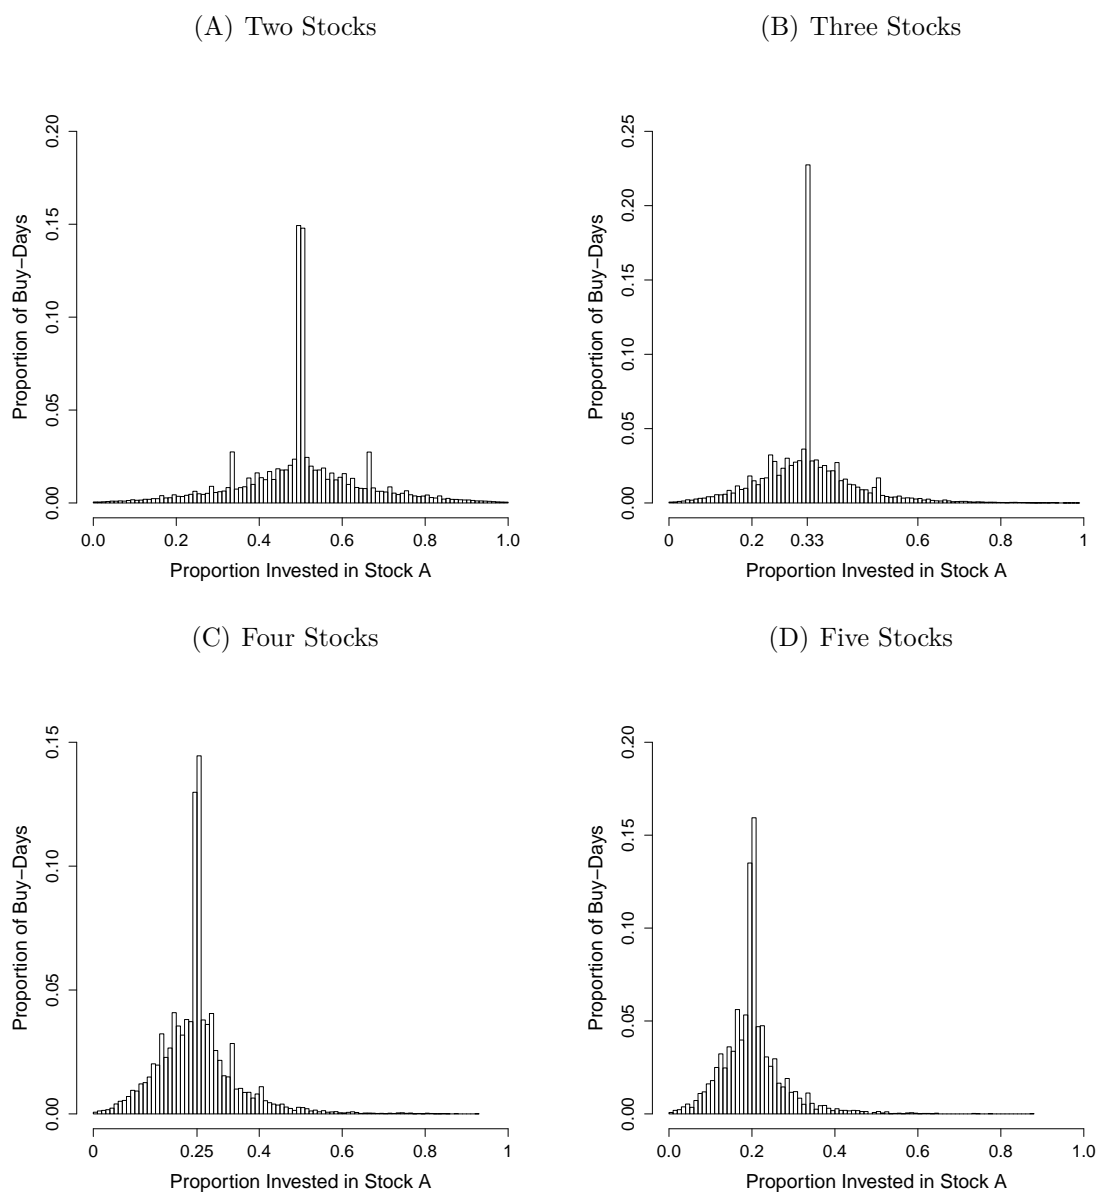 (A) Two Stocks
Proportion of Buy−Days
0.20
0.15
0.10
0.05
0.00
0.0 0.2 0.4 0.6 0.8 1.0
Proportion Invested in Stock A
(B) Three Stocks
Proportion of Buy−Days
0.25
0.20
0.15
0.10
0.05
0.00
0 0.2 0.33 0.6 1
Proportion Invested in Stock A
(C) Four Stocks
Proportion of Buy−Days
0.15
0.10
0.05
0.00
0 0.25 0.4 0.6 0.8 1
Proportion Invested in Stock A
(D) Five Stocks
Proportion of Buy−Days
0.20
0.15
0.10
0.05
0.00
0.0 0.2 0.4 0.6 0.8 1.0
Proportion Invested in Stock A